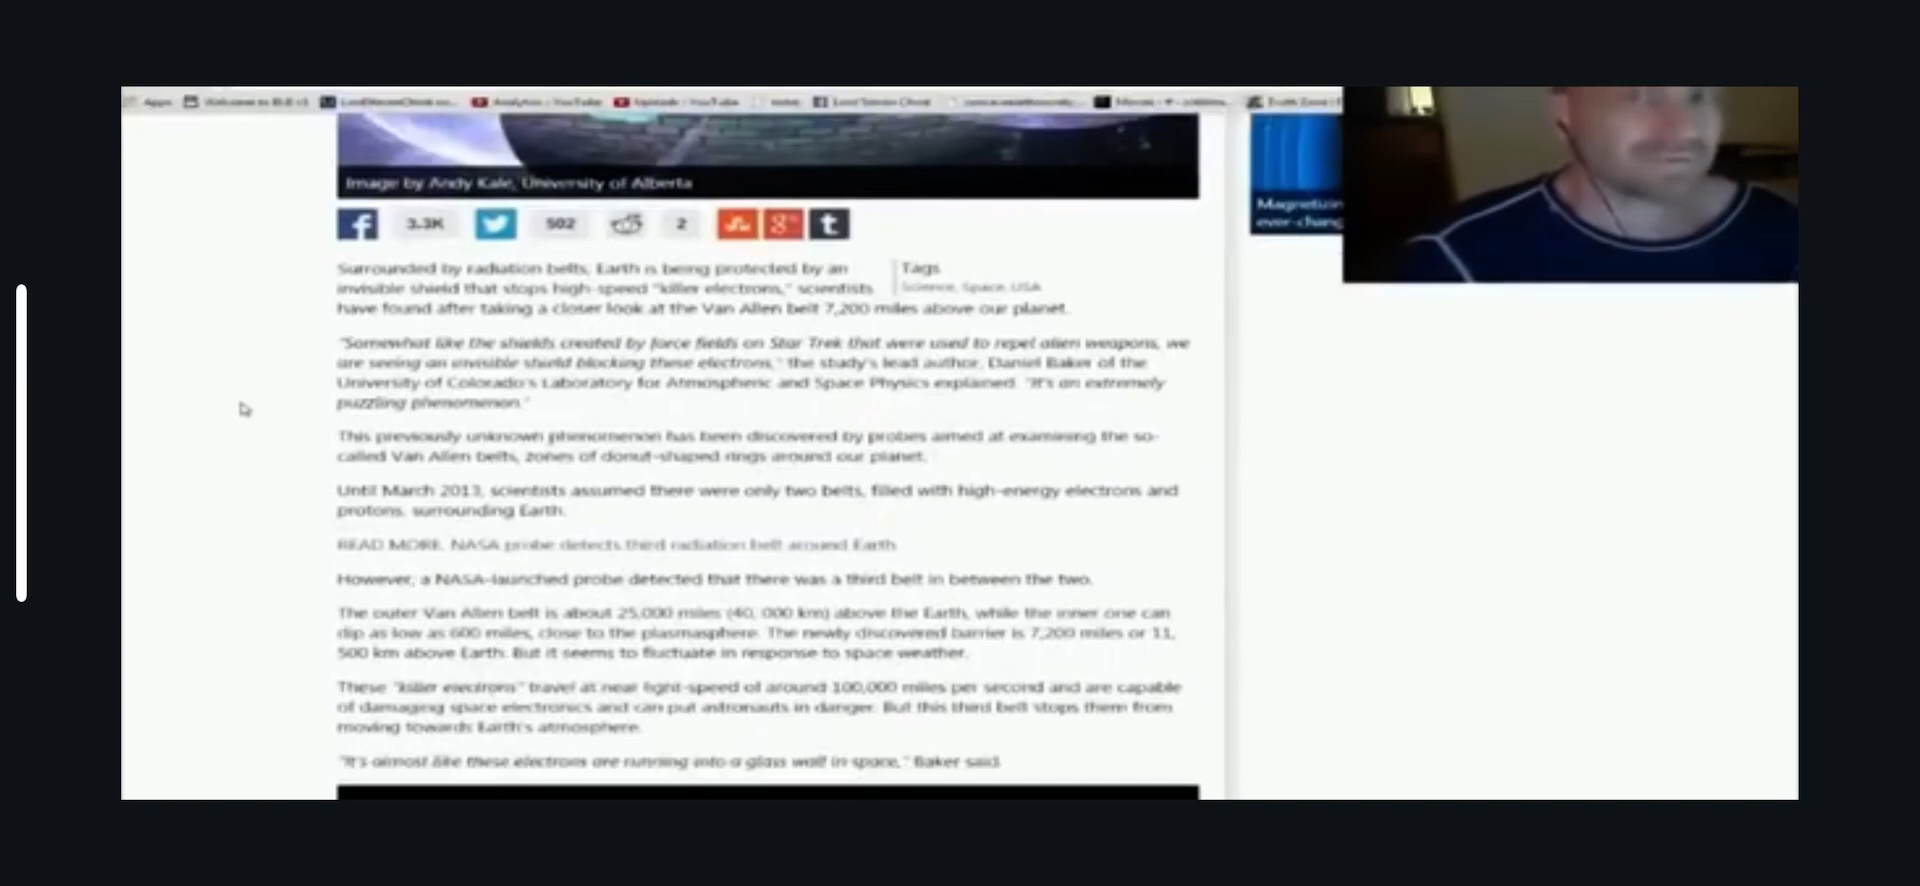 Apps
Analytics - YouTube
Episode - YouTube
notes
Image by Andy Kale, University of Alberta
3.3K 502 2
Magnetizin
ever-chang
Surrounded by radiation belts, Earth is being protected by an
invisible shield that stops high-speed "killer electrons," scientists
have found after taking a closer look at the Van Allen belt 7,200 miles above our planet.
Tags
Science, Space, USA
"Somewhat like the shields created by force fields on Star Trek that were used to repel alien weapons, we
are seeing an invisible shield blocking these electrons," the study's lead author, Daniel Baker of the
University of Colorado's Laboratory for Atmospheric and Space Physics explained. "It's an extremely
puzzling phenomenon."
This previously unknown phenomenon has been discovered by probes aimed at examining the so-
called Van Allen belts, zones of donut-shaped rings around our planet.
Until March 2013, scientists assumed there were only two belts, filled with high-energy electrons and
protons, surrounding Earth.
READ MORE: NASA probe detects third radiation belt around Earth
However, a NASA-launched probe detected that there was a third belt in between the two.
The outer Van Allen belt is about 25,000 miles (40, 000 km) above the Earth, while the inner one can
dip as low as 600 miles, close to the plasmasphere. The newly discovered barrier is 7,200 miles or 11,
500 km above Earth. But it seems to fluctuate in response to space weather.
These "killer electrons" travel at near light-speed of around 100,000 miles per second and are capable
of damaging space electronics and can put astronauts in danger. But this third belt stops them from
moving towards Earth's atmosphere.
"It's almost like these electrons are running into a glass wall in space," Baker said.